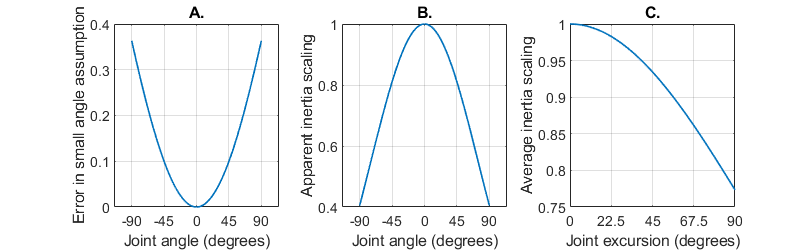 A.
Error in small angle assumption
0.4
0.3
0.2
0.1
0
-90 -45 0 45 90
Joint angle (degrees)
B.
Apparent inertia scaling
1
0.8
0.6
0.4
-90 -45 0 45 90
Joint angle (degrees)
C.
Average inertia scaling
1
0.95
0.9
0.85
0.8
0.75
0 22.5 45 67.5 90
Joint excursion (degrees)